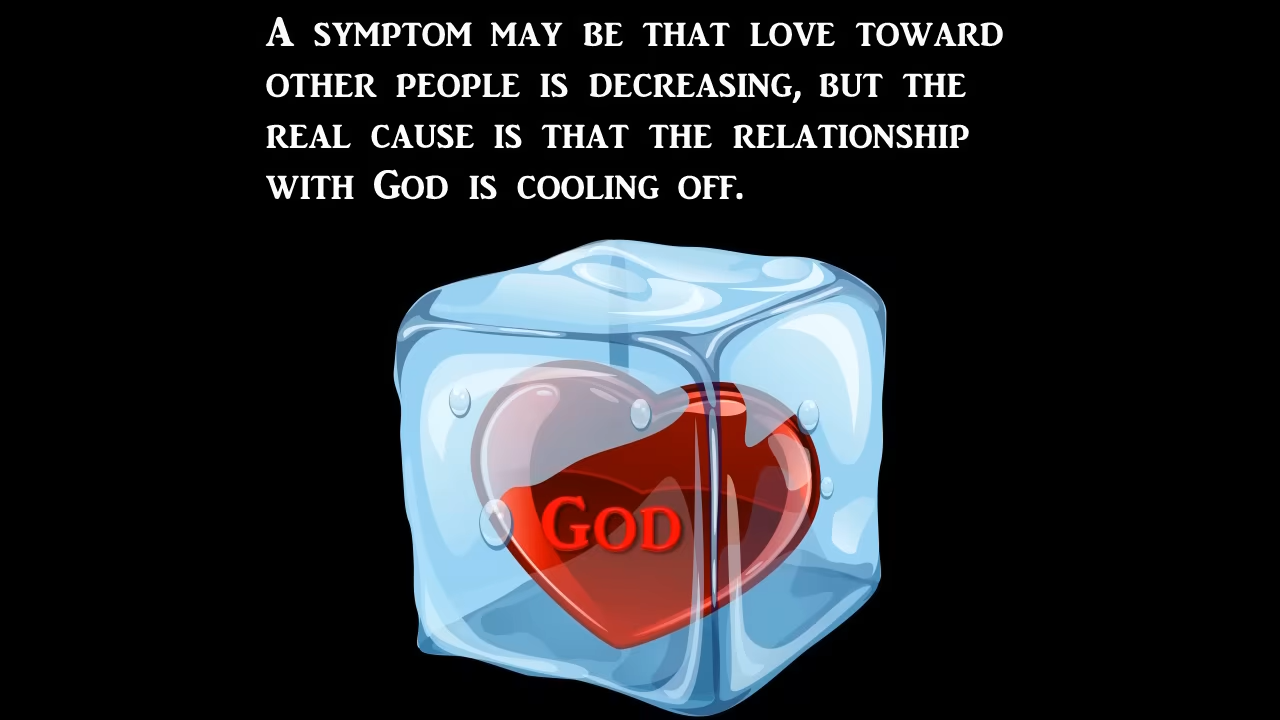 A symptom may be that love toward
other people is decreasing, but the
real cause is that the relationship
with God is cooling off.
God